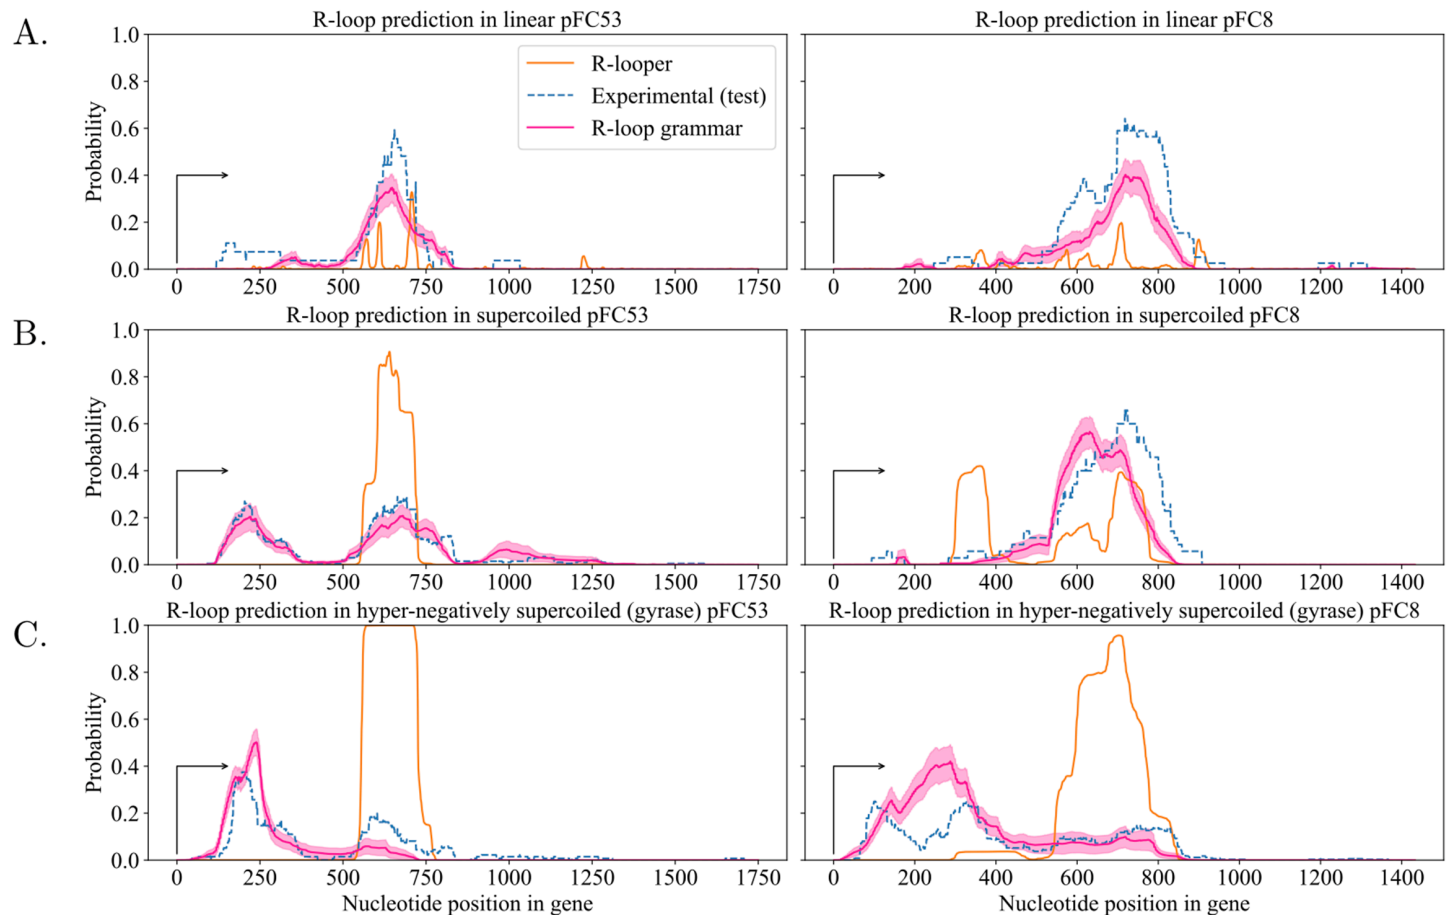 A.
R-loop prediction in linear pFC53
R-loop prediction in linear pFC8
Probability
1.0
0.8
0.6
0.4
0.2
0.0
R-looper
Experimental (test)
R-loop grammar
0 250 500 750 1000 1250 1500 1750
0 200 400 600 800 1000 1200 1400
B.
R-loop prediction in supercoiled pFC53
R-loop prediction in supercoiled pFC8
Probability
1.0
0.8
0.6
0.4
0.2
0.0
0 250 500 750 1000 1250 1500 1750
0 200 400 600 800 1000 1200 1400
C.
R-loop prediction in hyper-negatively supercoiled (gyrase) pFC53
R-loop prediction in hyper-negatively supercoiled (gyrase) pFC8
Probability
1.0
0.8
0.6
0.4
0.2
0.0
0 250 500 750 1000 1250 1500 1750
0 200 400 600 800 1000 1200 1400
Nucleotide position in gene
Nucleotide position in gene